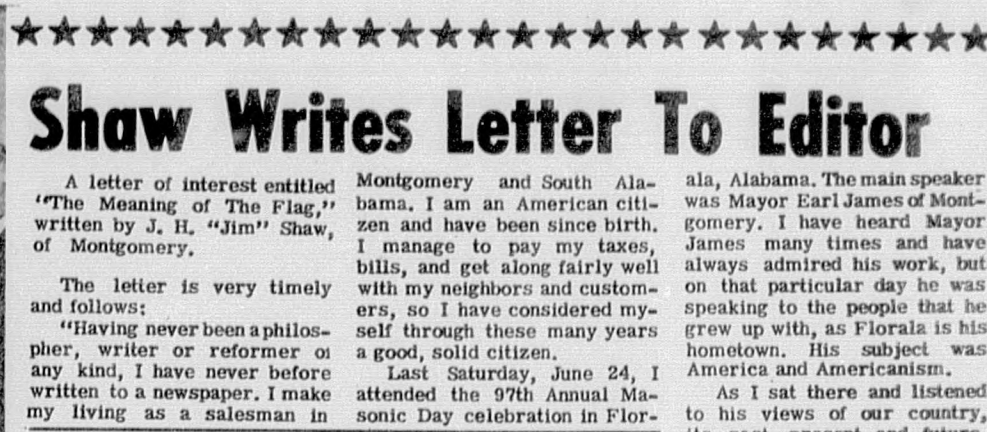 Shaw Writes Letter To Editor
A letter of interest entitled
"The Meaning of The Flag,"
written by J. H. "Jim" Shaw,
of Montgomery.
The letter is very timely
and follows:
"Having never been a philos-
pher, writer or reformer of
any kind, I have never before
written to a newspaper. I make
my living as a salesman in
Montgomery and South Ala-
bama. I am an American citi-
zen and have been since birth.
I manage to pay my taxes,
bills, and get along fairly well
with my neighbors and custom-
ers, so I have considered my-
self through these many years
a good, solid citizen.
Last Saturday, June 24, I
attended the 97th Annual Ma-
sonic Day celebration in Flor-
ala, Alabama. The main speaker
was Mayor Earl James of Mont-
gomery. I have heard Mayor
James many times and have
always admired his work, but
on that particular day he was
speaking to the people that he
grew up with, as Florala is his
hometown. His subject was
America and Americanism.
As I sat there and listened
to his views of our country,